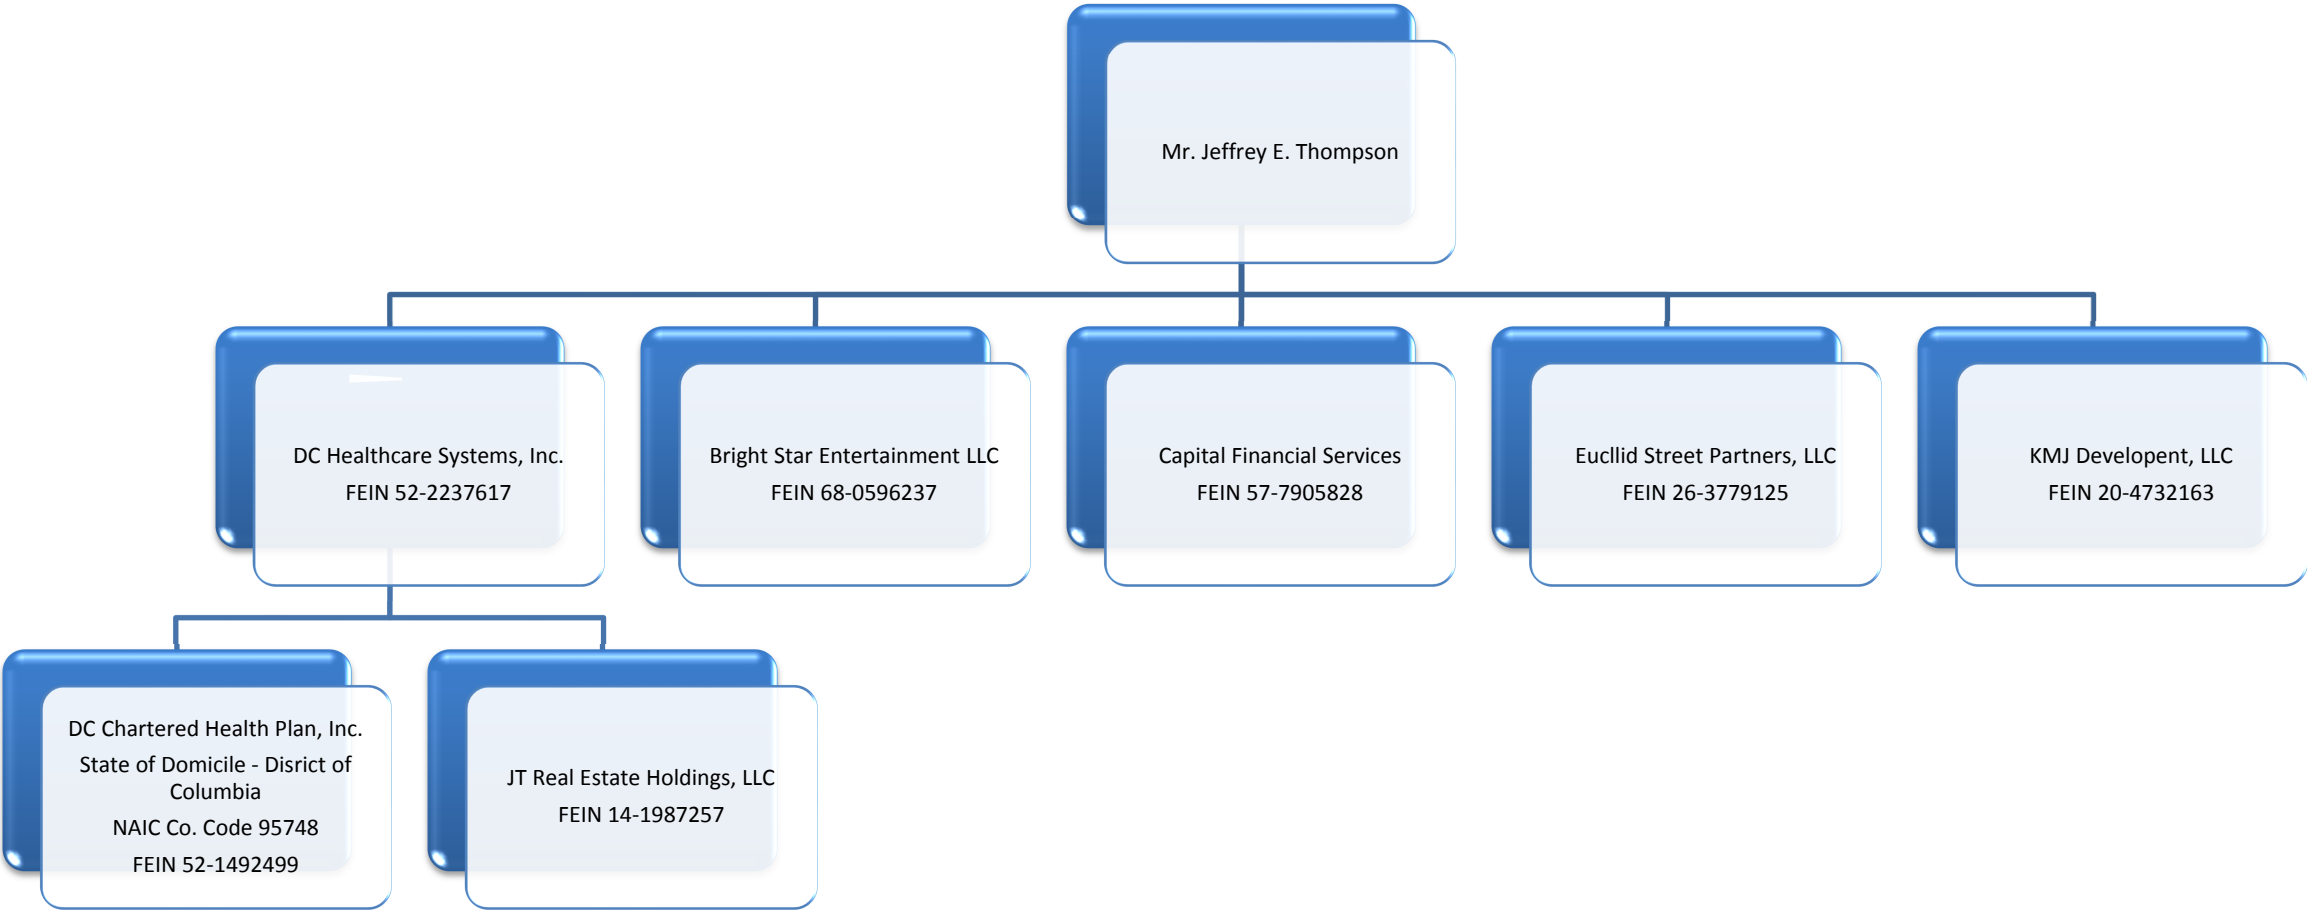 Mr. Jeffrey E. Thompson
DC Healthcare Systems, Inc.
FEIN 52-2237617
Bright Star Entertainment LLC
FEIN 68-0596237
Capital Financial Services
FEIN 57-7905828
Eucllid Street Partners, LLC
FEIN 26-3779125
KMJ Developent, LLC
FEIN 20-4732163
DC Chartered Health Plan, Inc.
State of Domicile - Disrict of
Columbia
NAIC Co. Code 95748
FEIN 52-1492499
JT Real Estate Holdings, LLC
FEIN 14-1987257